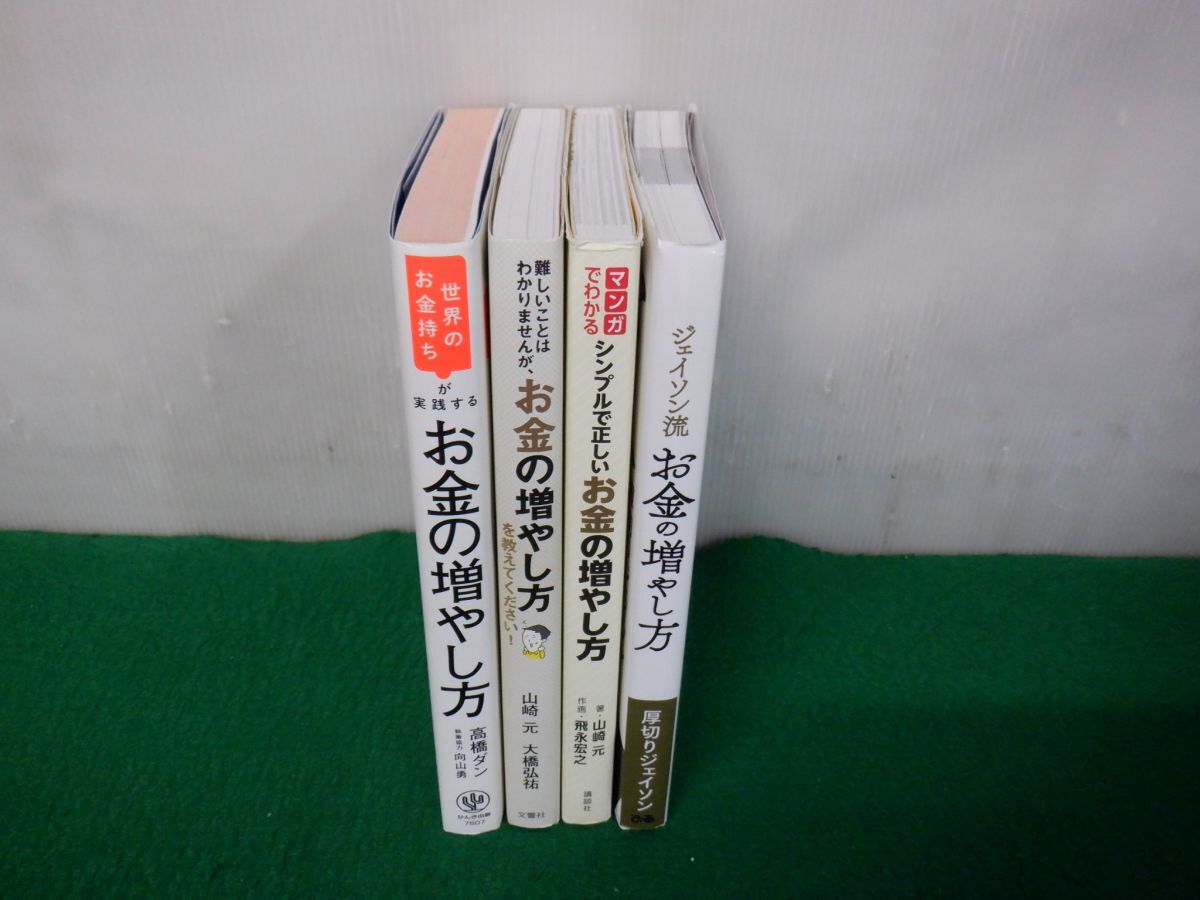 世界の
お金持ち
が
実践する
お金の増やし方
高橋ダン
執筆協力 向山勇
かんき出版
7507
難しいことは
わかりませんが、
お金の増やし方
を教えてください!
山崎元 大橋弘祐
文響社
マンガ
でわかる
シンプルで正しいお金の増やし方
著・山崎元
作画・飛永宏之
講談社
ジェイソン流
お金の増やし方
厚切りジェイソン
ぴあ